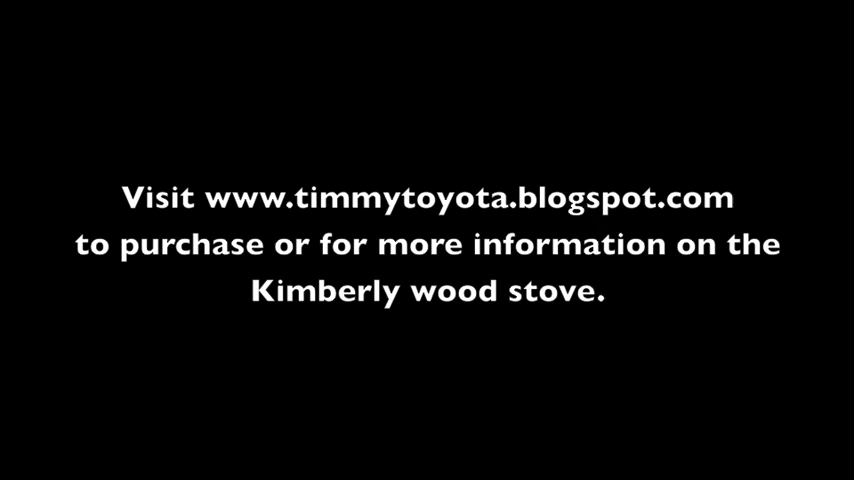 Visit www.timmytoyota.blogspot.com
to purchase or for more information on the
Kimberly wood stove.